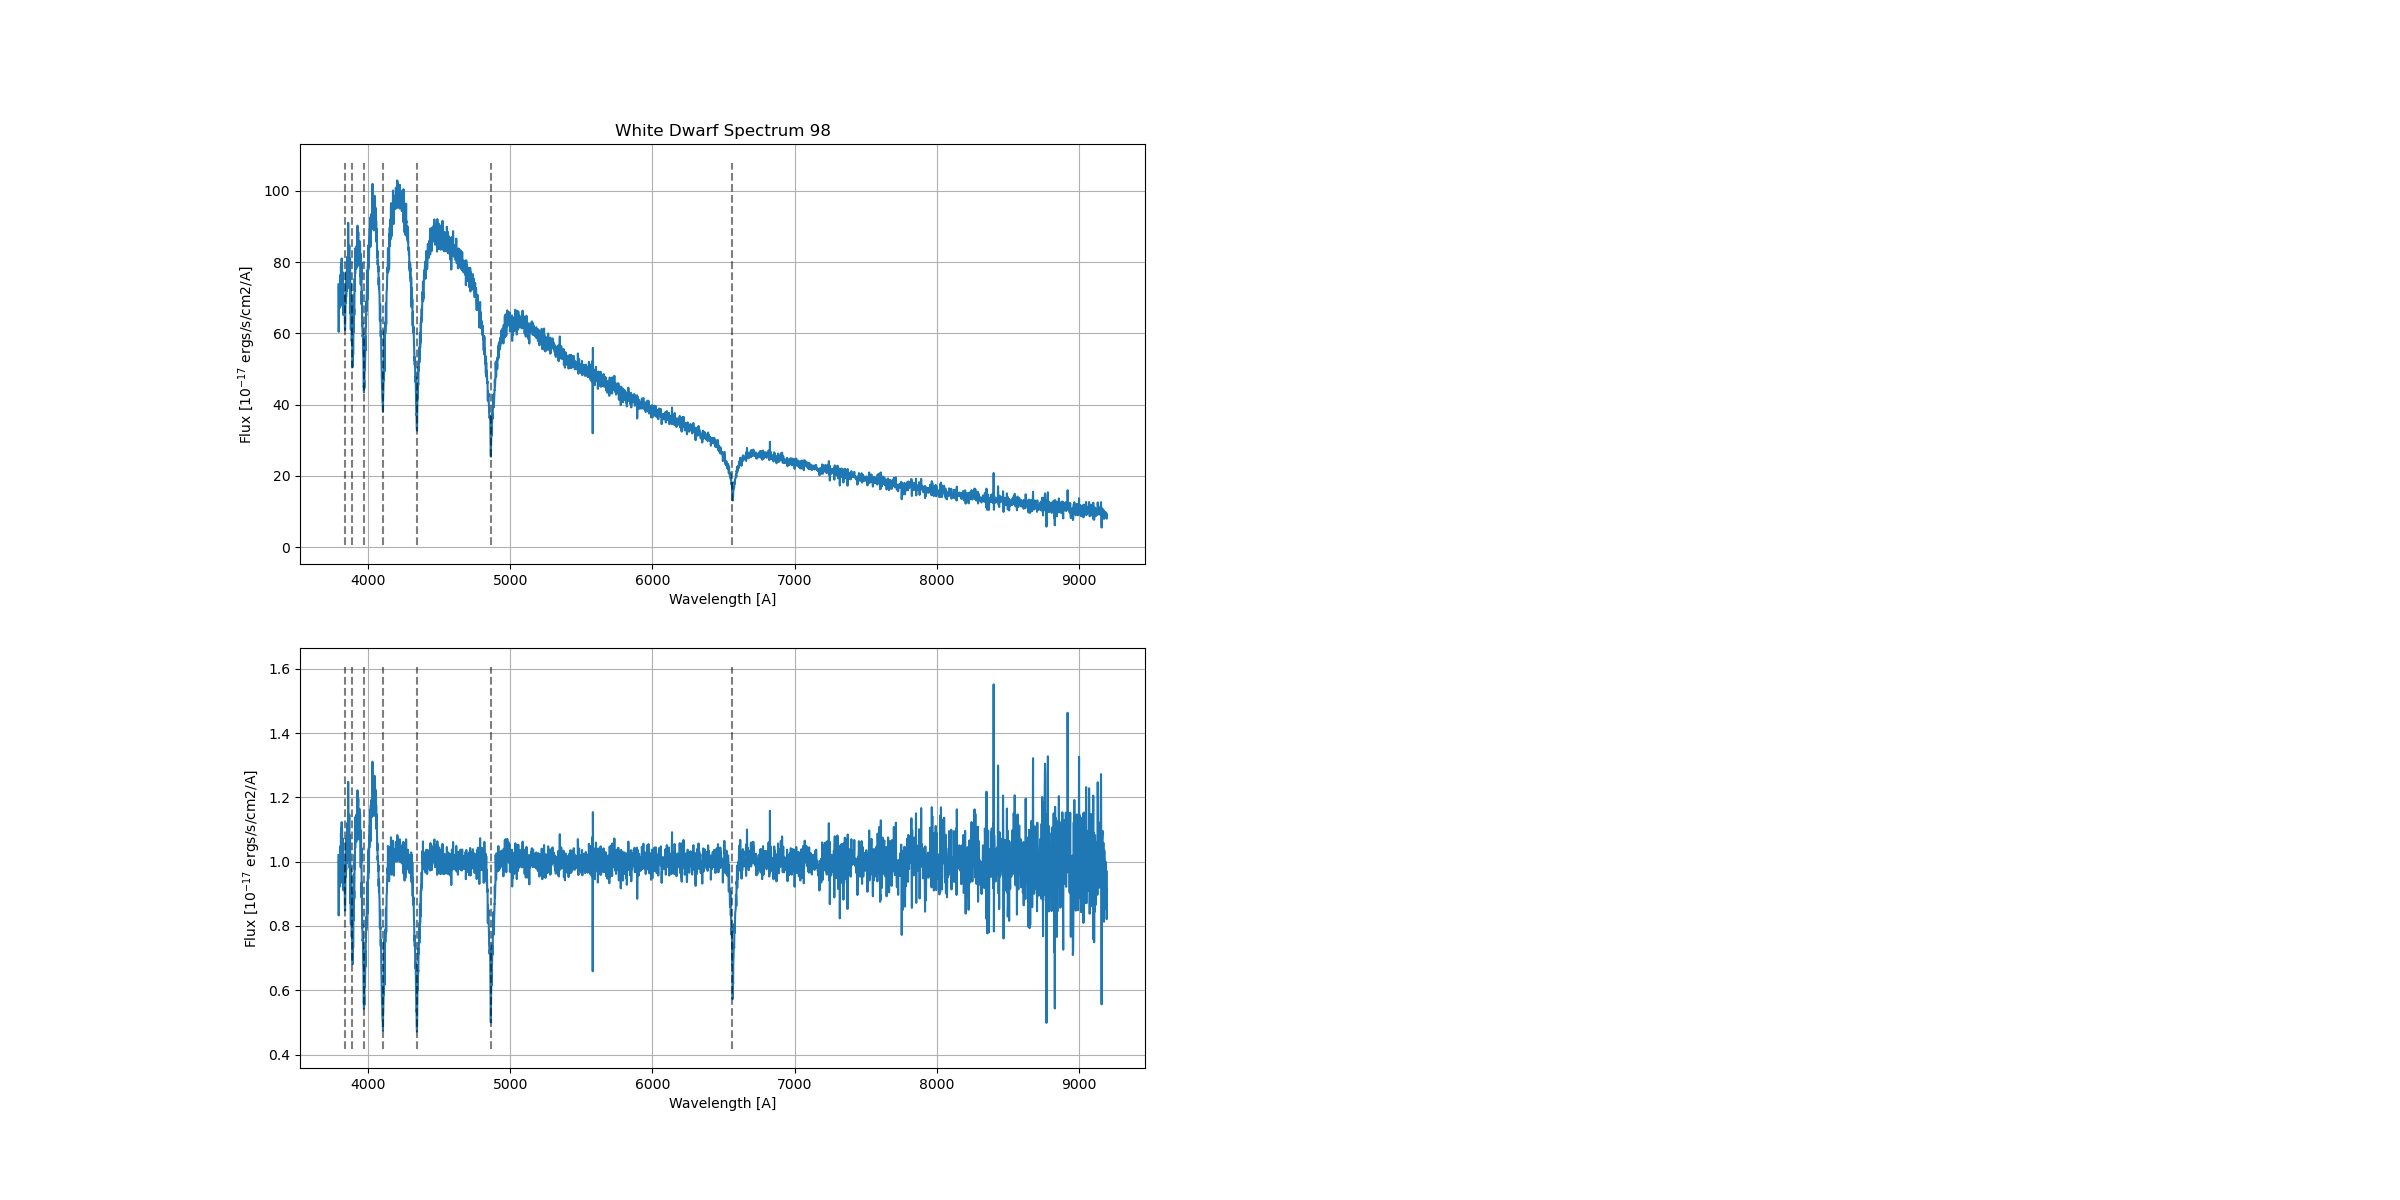 White Dwarf Spectrum 98
Flux [10⁻¹⁷ ergs/s/cm2/A]
100
80
60
40
20
0
4000 5000 6000 7000 8000 9000
Wavelength [A]
Flux [10⁻¹⁷ ergs/s/cm2/A]
1.6
1.4
1.2
1.0
0.8
0.6
0.4
4000 5000 6000 7000 8000 9000
Wavelength [A]